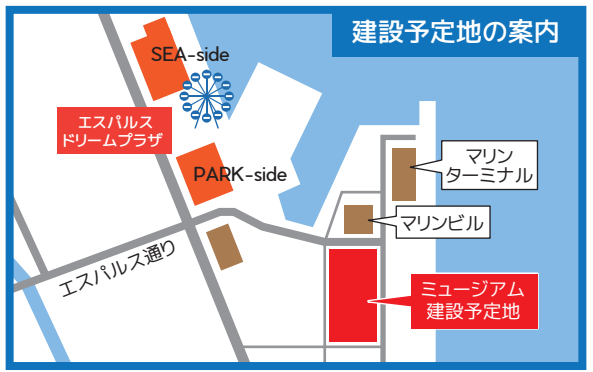 建設予定地の案内
SEA-side
エスパルス
ドリームプラザ
PARK-side
マリン
ターミナル
マリンビル
エスパルス通り
ミュージアム
建設予定地